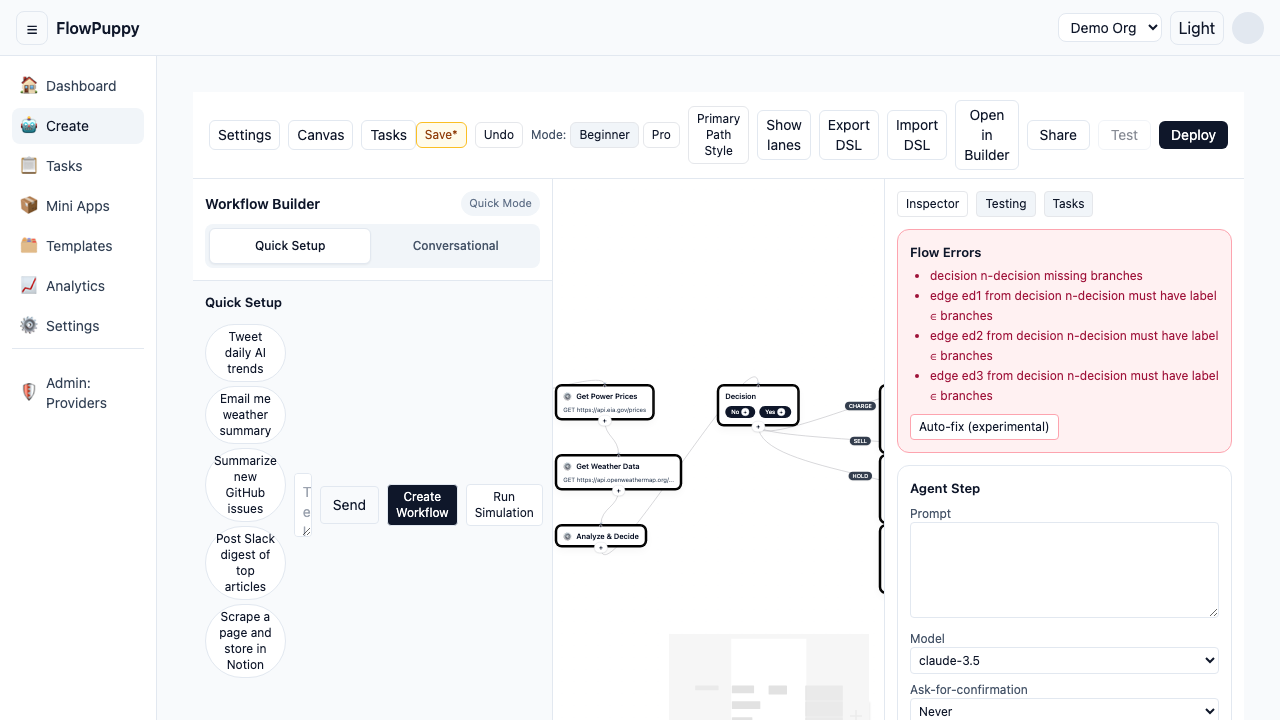 ☰ FlowPuppy
Demo Org
Light
Dashboard
Create
Tasks
Mini Apps
Templates
Analytics
Settings
Admin:
Providers
Settings
Canvas
Tasks
Save*
Undo
Mode:
Beginner
Pro
Primary
Path
Style
Show
lanes
Export
DSL
Import
DSL
Open
in
Builder
Share
Test
Deploy
Workflow Builder
Quick Mode
Quick Setup
Conversational
Quick Setup
Tweet
daily AI
trends
Email me
weather
summary
Summarize
new
GitHub
issues
Post Slack
digest of
top
articles
Scrape a
page and
store in
Notion
Send
Create
Workflow
Run
Simulation
Get Power Prices
GET https://api.eia.gov/prices
+
Get Weather Data
GET https://api.openweathermap.org/...
+
Analyze & Decide
+
Decision
No +
Yes +
+
CHARGE
SELL
HOLD
Inspector
Testing
Tasks
Flow Errors
• decision n-decision missing branches
• edge ed1 from decision n-decision must have label
∈ branches
• edge ed2 from decision n-decision must have label
∈ branches
• edge ed3 from decision n-decision must have label
∈ branches
Auto-fix (experimental)
Agent Step
Prompt
Model
claude-3.5
Ask-for-confirmation
Never